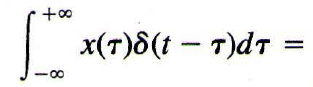 ∫_{-∞}^{+∞} x(τ)δ(t − τ)dτ =